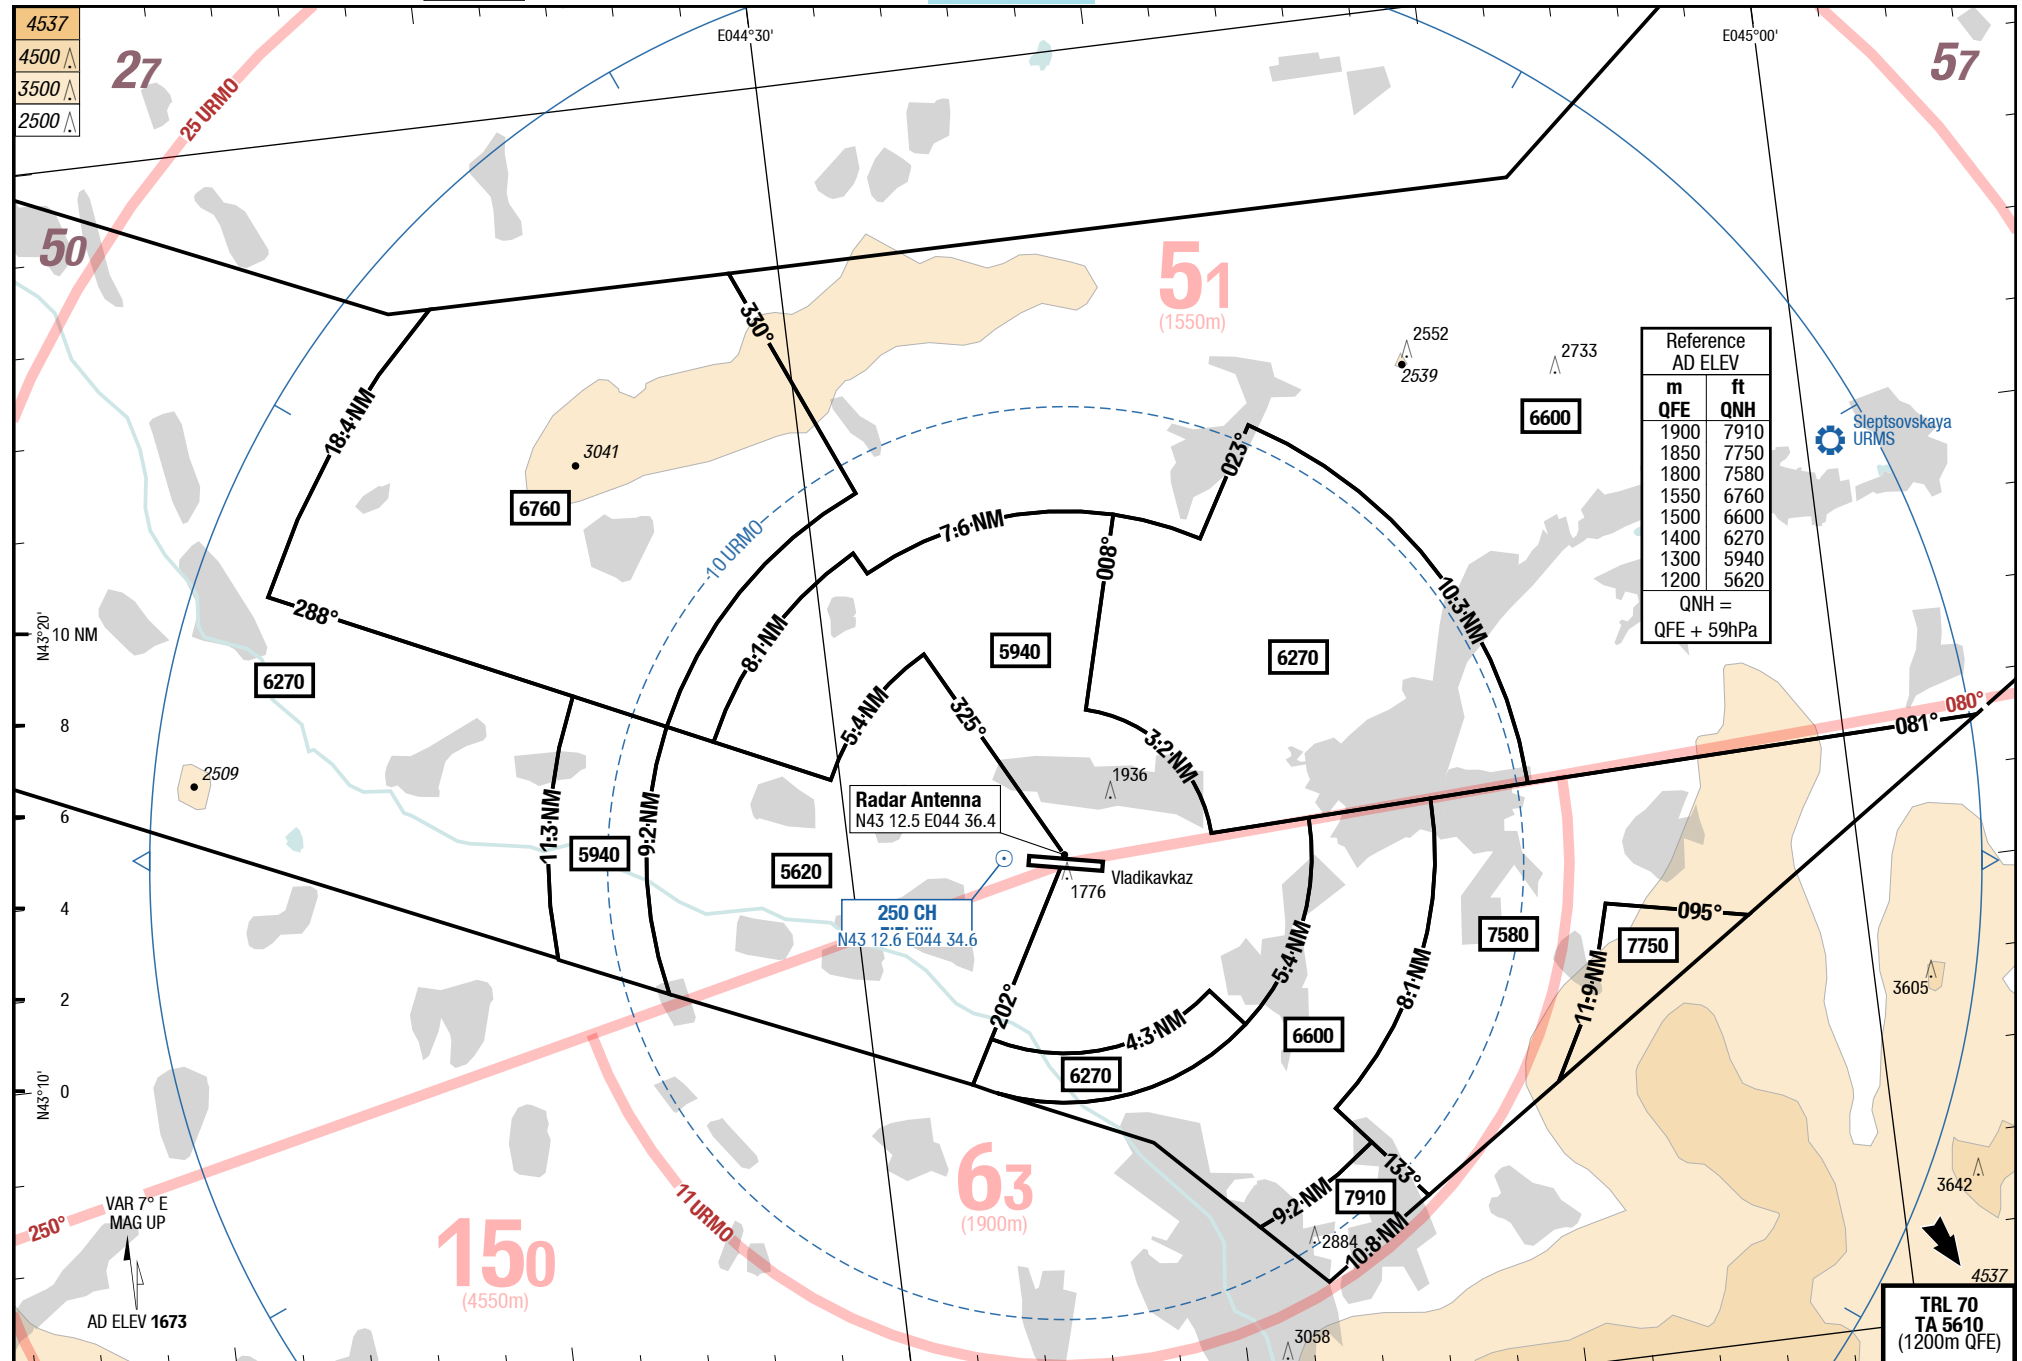 4537
4500
3500
2500
27
25 URMO
E044°30'
E045°00'
57
50
51
(1550m)
330°
18.4 NM
3041
6760
2552
2539
2733
6600
Reference
AD ELEV
m ft
QFE QNH
1900 7910
1850 7750
1800 7580
1550 6760
1500 6600
1400 6270
1300 5940
1200 5620
QNH =
QFE + 59hPa
Sleptsovskaya
URMS
023°
10 URMO
7.6 NM
008°
10.3 NM
288°
N43°20'
10 NM
8
6
4
2
0
N43°10'
6270
8.1 NM
5940
6270
5.4 NM
325°
3.2 NM
080°
081°
2509
1936
Radar Antenna
N43 12.5 E044 36.4
11.3 NM
5940
9.2 NM
5620
Vladikavkaz
1776
250 CH
N43 12.6 E044 34.6
095°
7580
7750
11.9 NM
3605
202°
5.4 NM
8.1 NM
4.3 NM
6600
6270
63
(1900m)
133°
9.2 NM
7910
2884
10.8 NM
3642
11 URMO
150
(4550m)
250°
VAR 7° E
MAG UP
AD ELEV 1673
3058
4537
TRL 70
TA 5610
(1200m QFE)